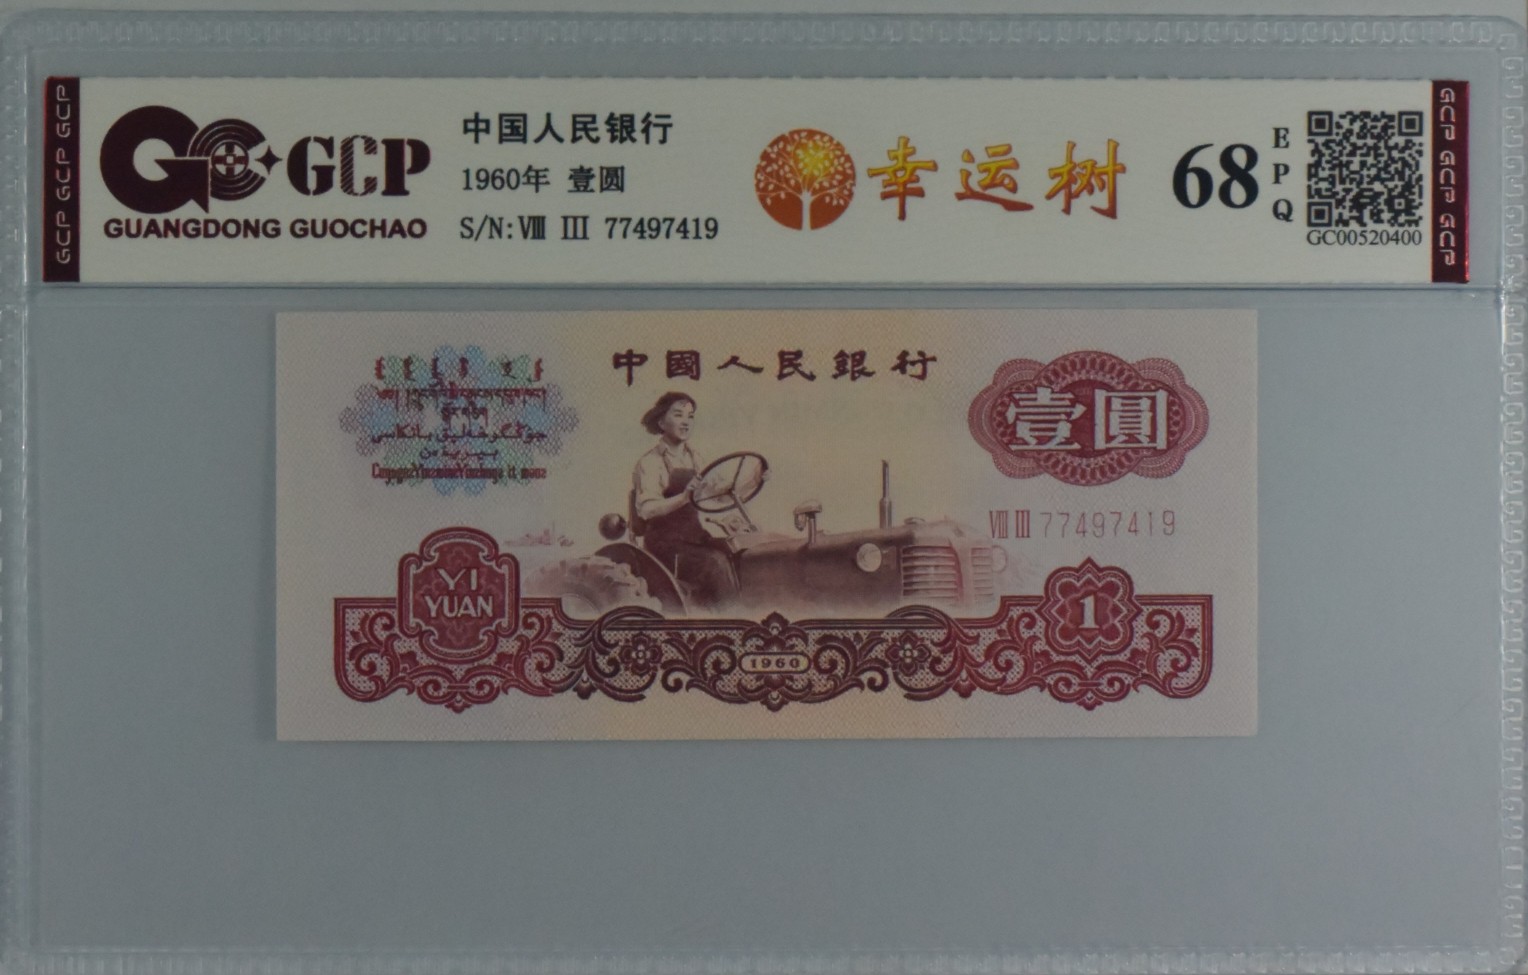 GCP
GUANGDONG GUOCHAO
中国人民银行
1960年 壹圆
S/N: Ⅷ Ⅲ 77497419
幸运树
68
EPQ
GC00520400
GCP GCP GCP
GCP GCP GCP
中國人民銀行
壹圓
Ⅷ Ⅲ 77497419
YI
YUAN
1960
1